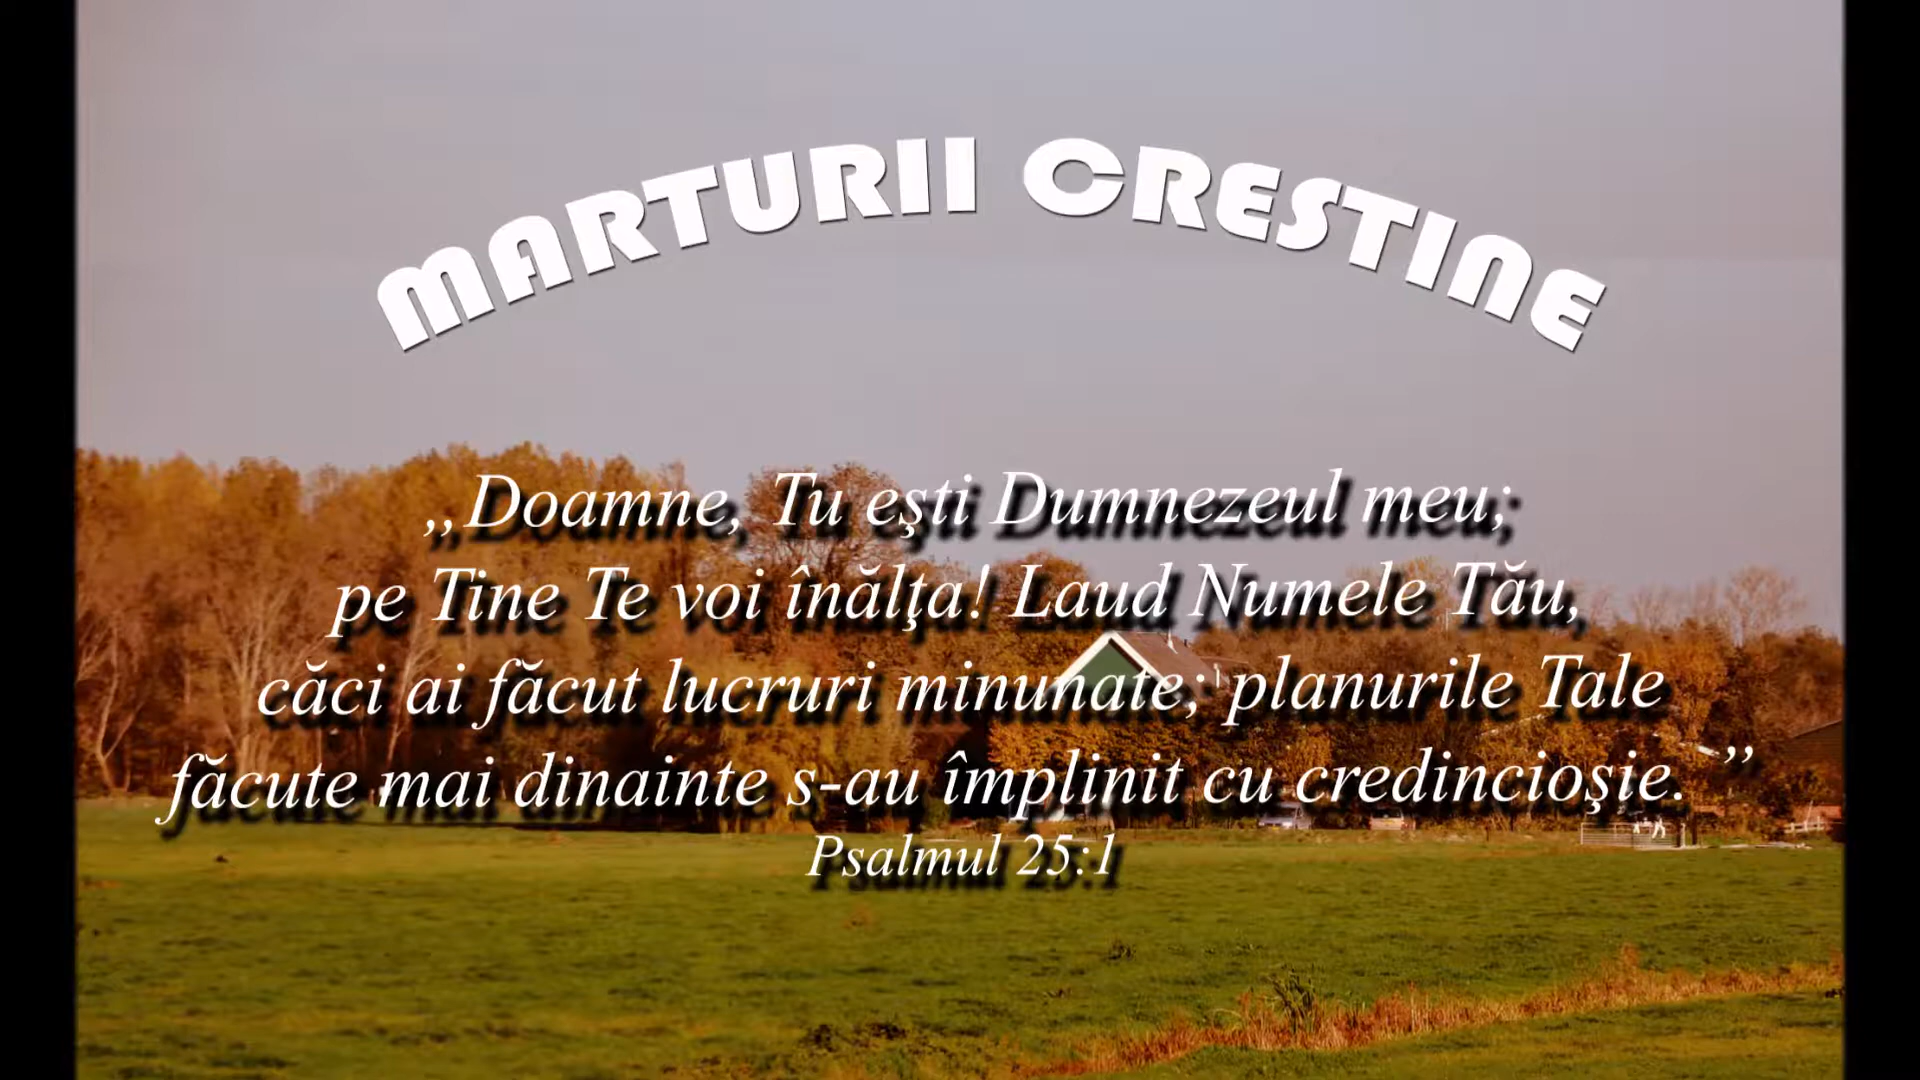 MARTURII CRESTINE
„Doamne, Tu eşti Dumnezeul meu;
pe Tine Te voi înălţa! Laud Numele Tău,
căci ai făcut lucruri minunate; planurile Tale
făcute mai dinainte s-au împlinit cu credincioşie. ”
Psalmul 25:1